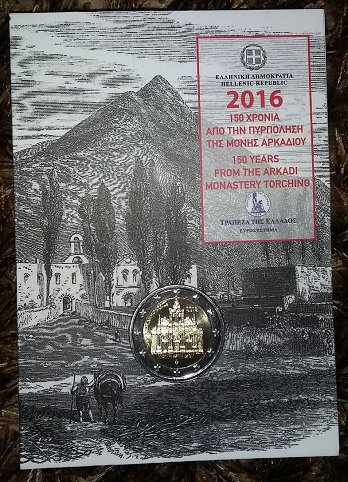 ΕΛΛΗΝΙΚΗ ΔΗΜΟΚΡΑΤΙΑ
HELLENIC REPUBLIC
2016
150 ΧΡΟΝΙΑ
ΑΠΟ ΤΗΝ ΠΥΡΠΟΛΗΣΗ
ΤΗΣ ΜΟΝΗΣ ΑΡΚΑΔΙΟΥ
150 YEARS
FROM THE ARKADI
MONASTERY TORCHING
ΤΡΑΠΕΖΑ ΤΗΣ ΕΛΛΑΔΟΣ
ΕΥΡΩΣΥΣΤΗΜΑ